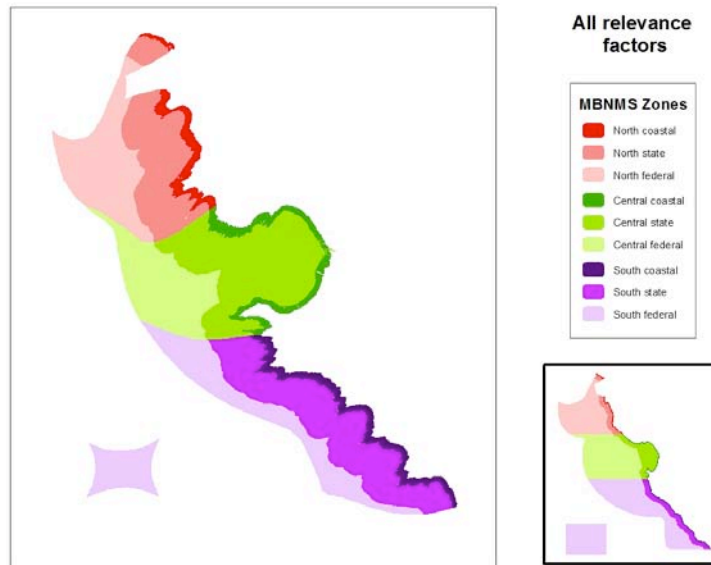 All relevance
factors
MBNMS Zones
North coastal
North state
North federal
Central coastal
Central state
Central federal
South coastal
South state
South federal